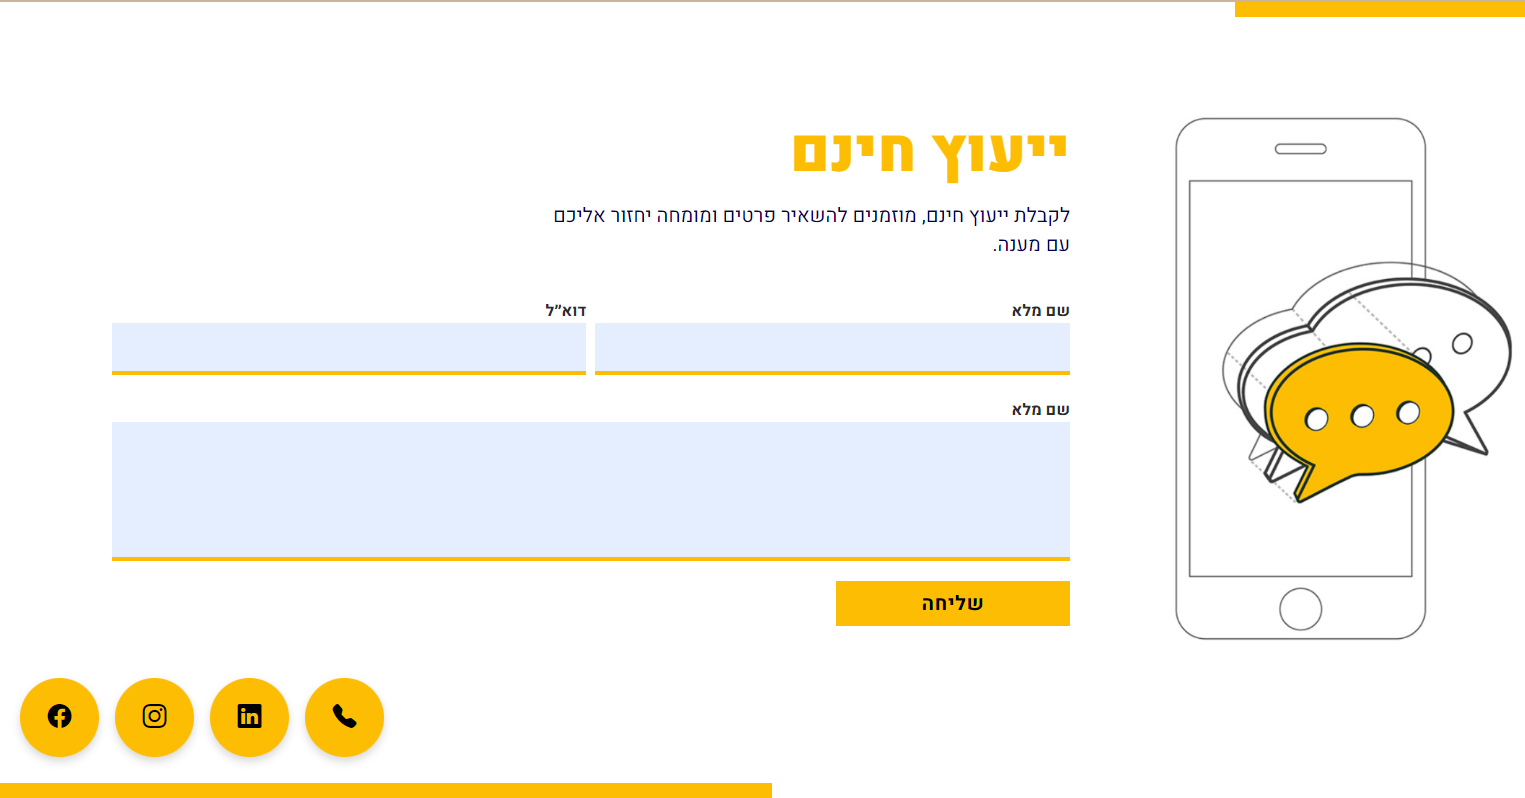 ייעוץ חינם
לקבלת ייעוץ חינם, מוזמנים להשאיר פרטים ומומחה יחזור אליכם
עם מענה.
שם מלא
דוא״ל
שם מלא
שליחה